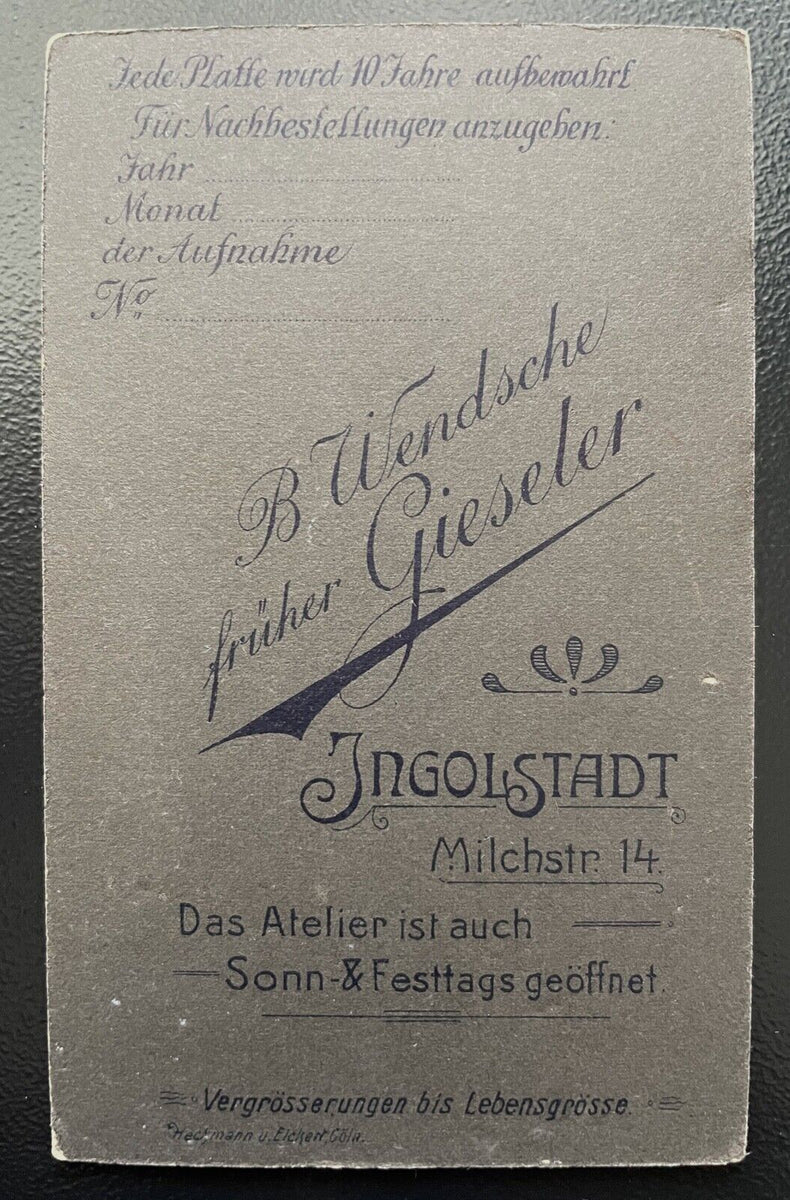 Jede Platte wird 10 Jahre aufbewahrt
Für Nachbestellungen anzugeben:
Jahr
Monat
der Aufnahme
No
B Wendsche
früher Gieseler
INGOLSTADT
Milchstr. 14.
Das Atelier ist auch
Sonn-& Festtags geöffnet.
Vergrösserungen bis Lebensgrösse.
Heckmann u. Eickert, Cöln.